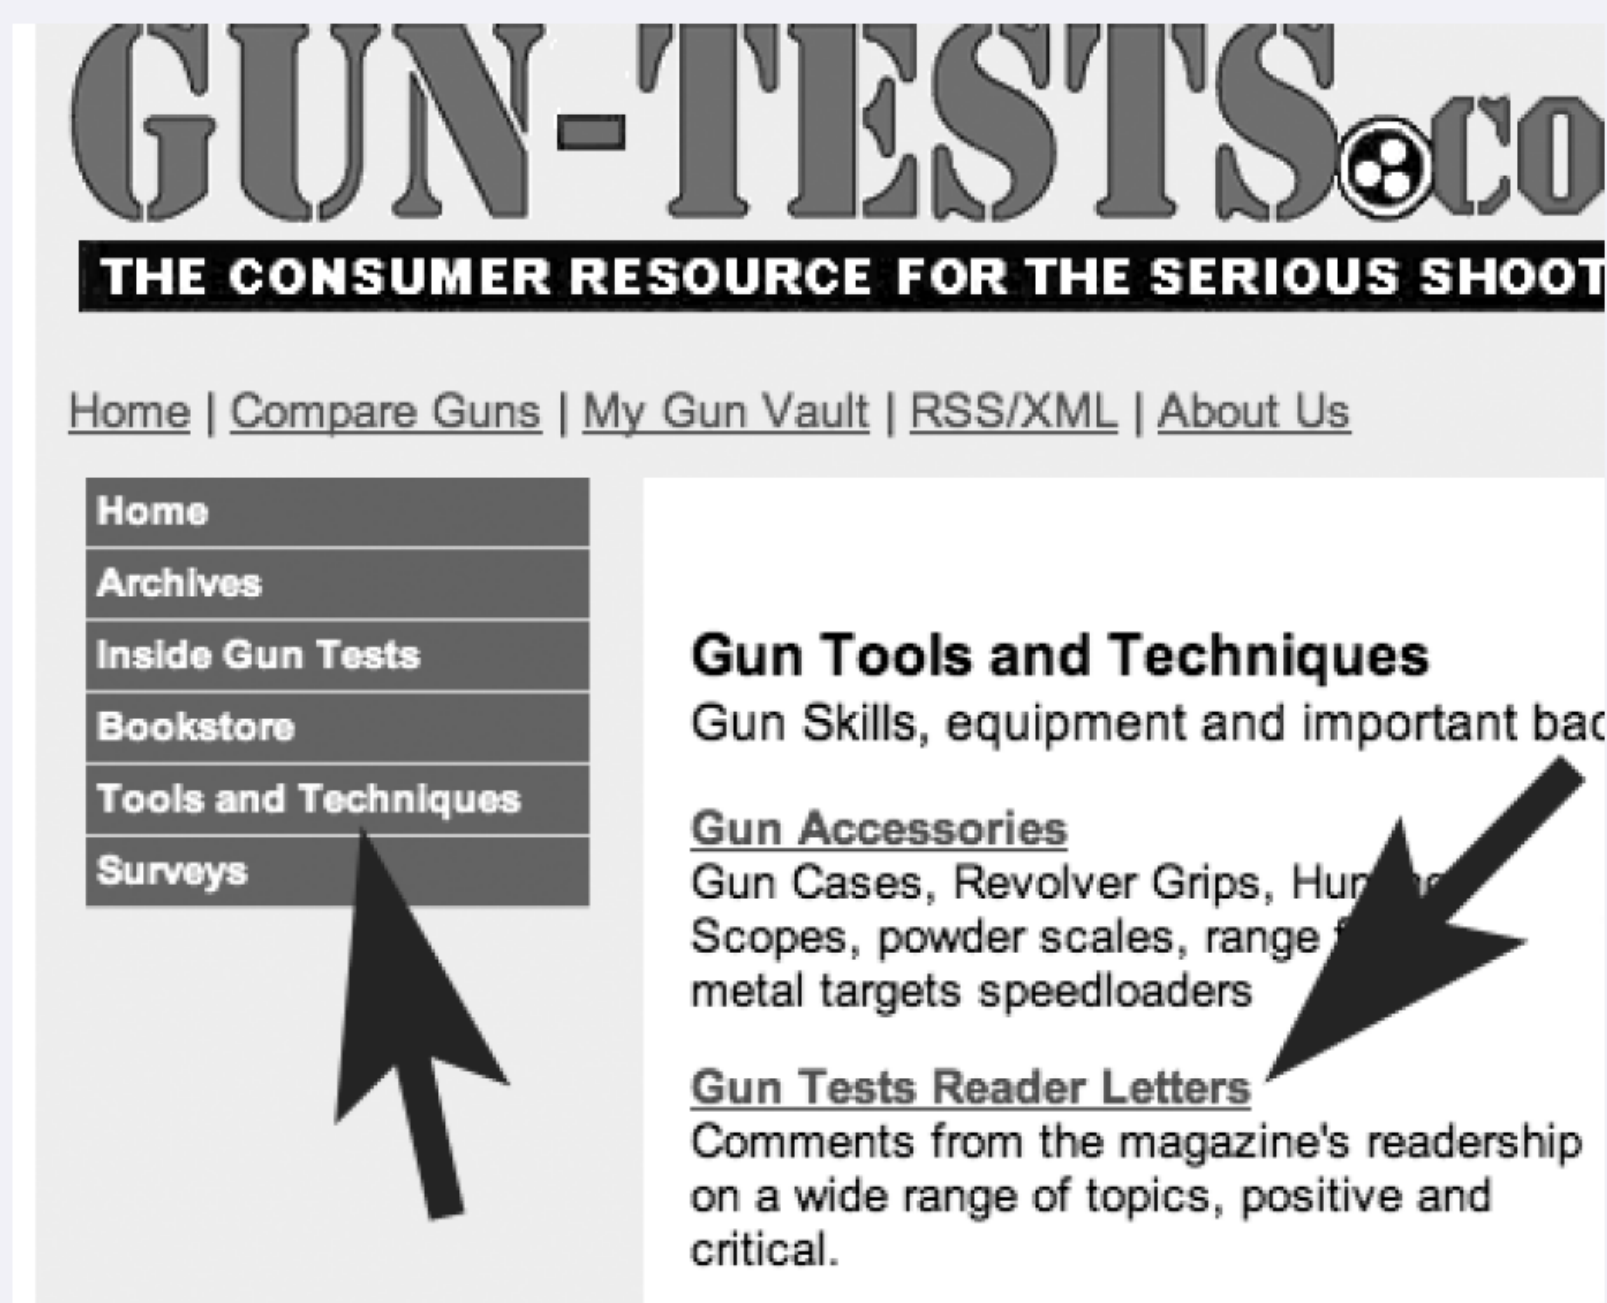 GUN-TESTS.CO
THE CONSUMER RESOURCE FOR THE SERIOUS SHOOT
Home | Compare Guns | My Gun Vault | RSS/XML | About Us
Home
Archives
Inside Gun Tests
Bookstore
Tools and Techniques
Surveys
Gun Tools and Techniques
Gun Skills, equipment and important bac
Gun Accessories
Gun Cases, Revolver Grips,
Scopes, powder scales, range
metal targets speedloaders
Gun Tests Reader Letters
Comments from the magazine's readership
on a wide range of topics, positive and
critical.